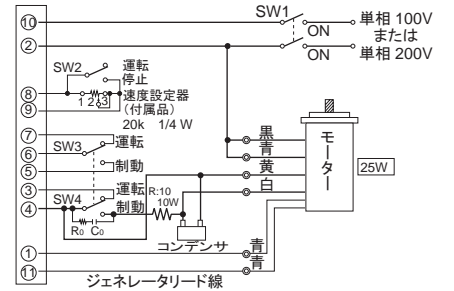 SW1
⑩
ON
単相 100V
または
②
ON
単相 200V
SW2
運転
停止
⑧
1 2 3
速度設定器
⑨
(付属品)
20k 1/4 W
⑦
運転
⑥
SW3
⑤
制動
③
運転
SW4
④
制動
R:10
10W
R0 C0
コンデンサ
黒
青
黄
白
モーター
25W
①
青
⑪
青
ジェネレータリード線